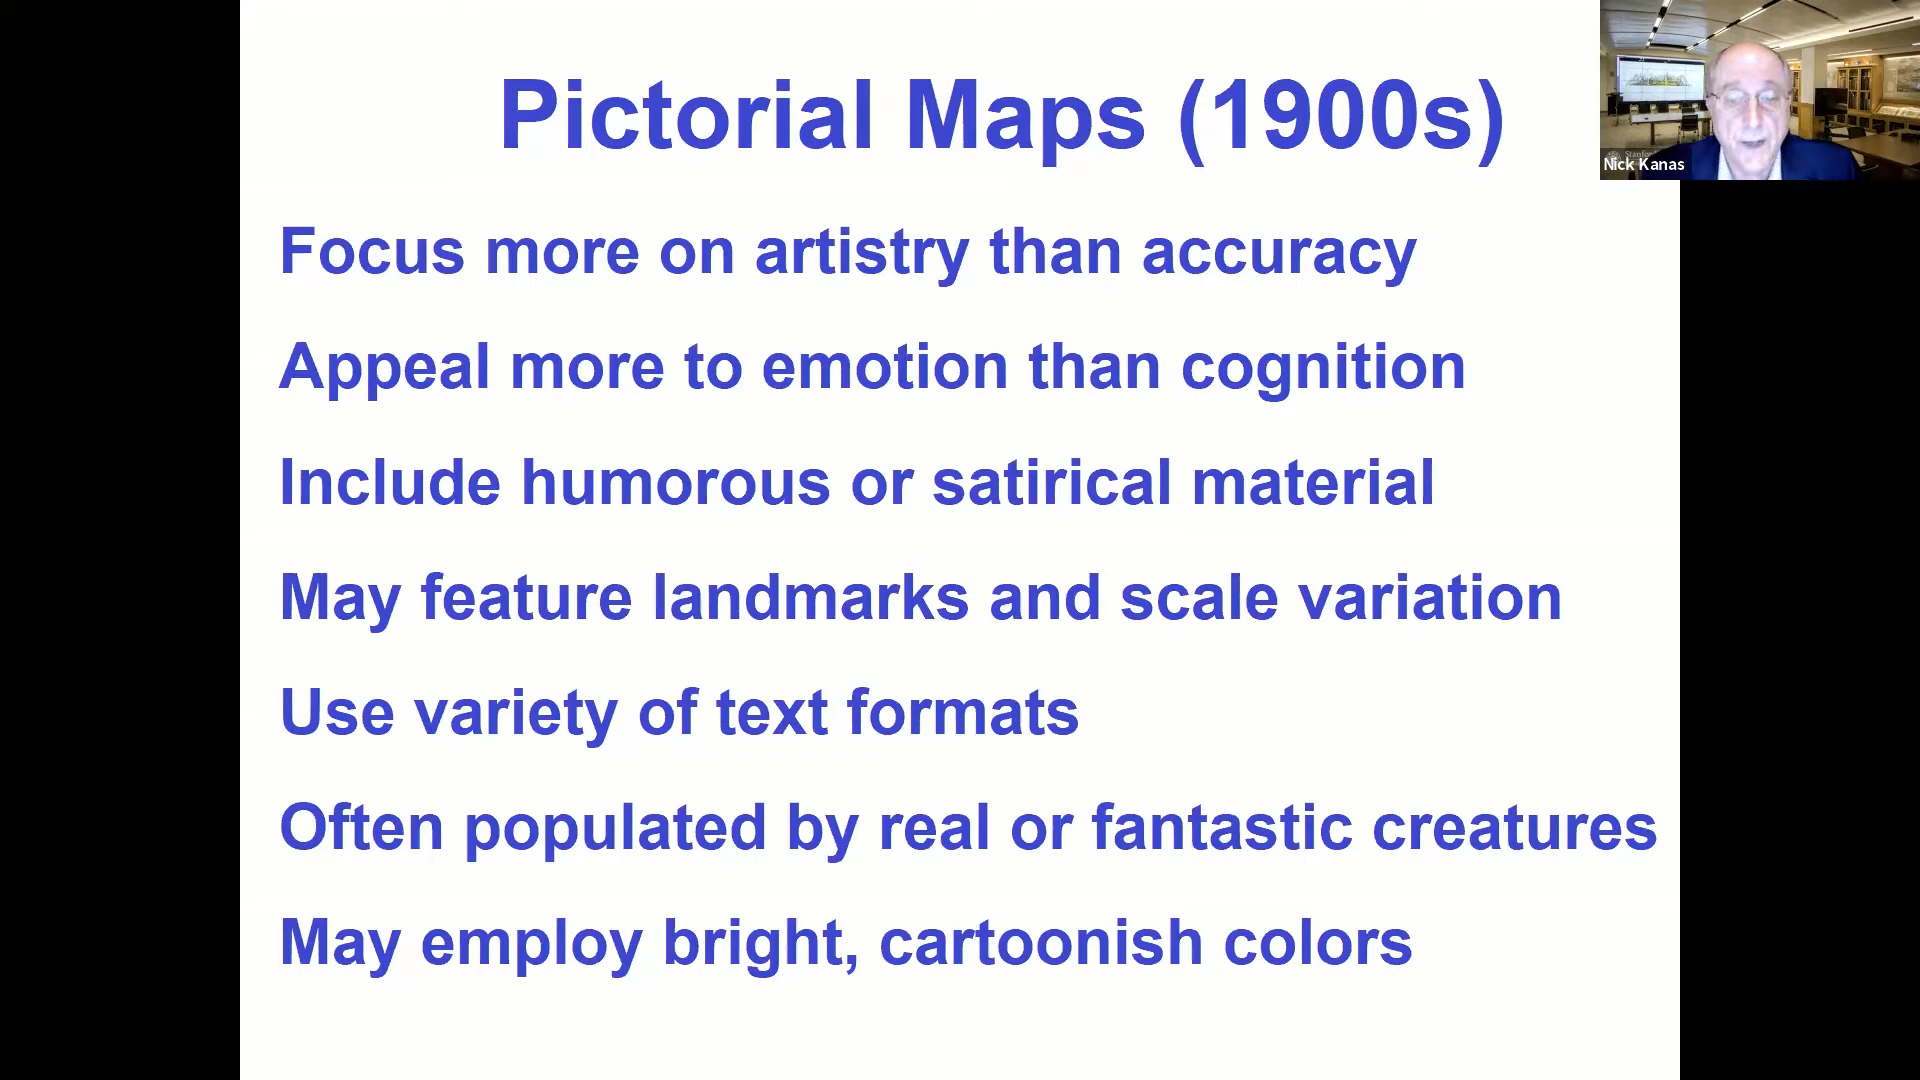 Pictorial Maps (1900s)
Focus more on artistry than accuracy
Appeal more to emotion than cognition
Include humorous or satirical material
May feature landmarks and scale variation
Use variety of text formats
Often populated by real or fantastic creatures
May employ bright, cartoonish colors
Nick Kanas